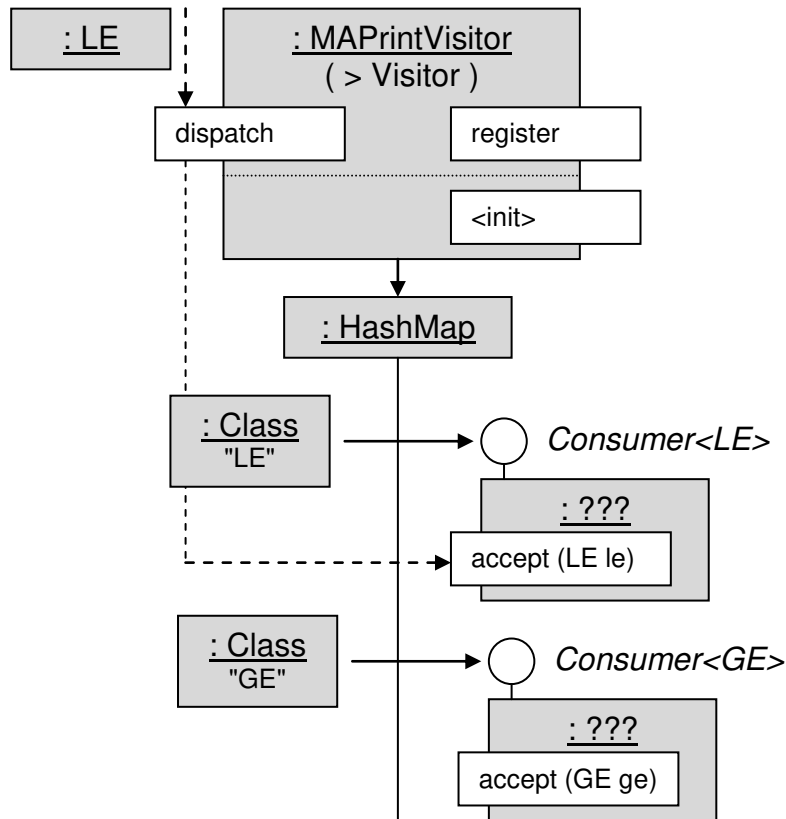 : LE
: MAPrintVisitor
( > Visitor )
dispatch
register
<init>
: HashMap
: Class
"LE"
Consumer<LE>
: ???
accept (LE le)
: Class
"GE"
Consumer<GE>
: ???
accept (GE ge)